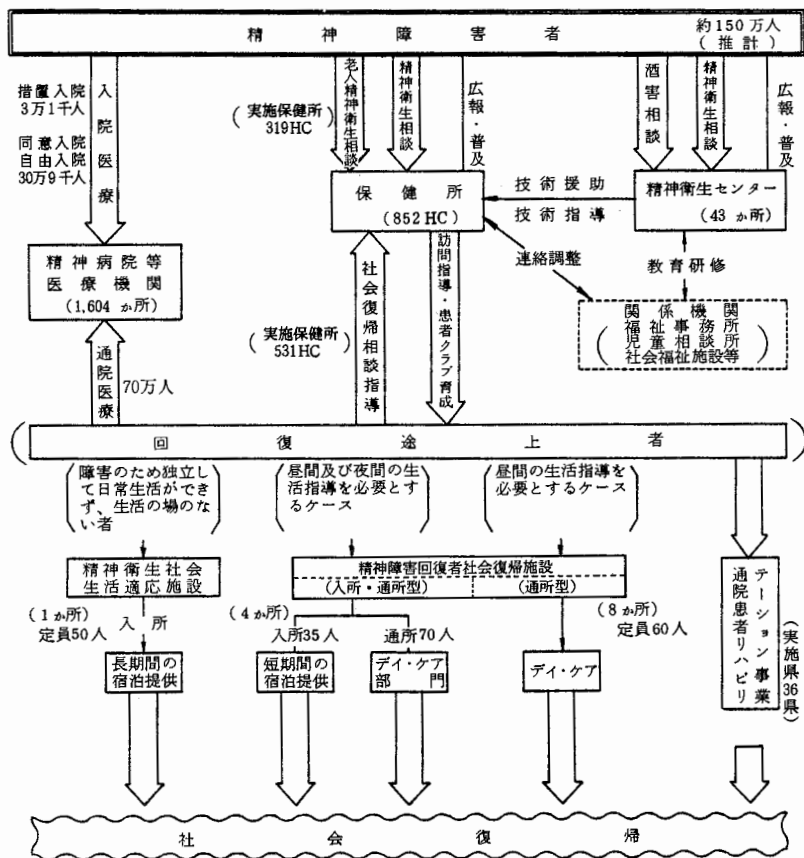 精神障害者
約150万人
(推計)
措置入院
3万1千人
同意入院
自由入院
30万9千人
入院医療
(実施保健所
319HC)
老人精神衛生相談
精神衛生相談
広報・普及
酒害相談
精神衛生相談
広報・普及
保健所
(852HC)
技術援助
技術指導
精神衛生センター
(43か所)
連絡調整
教育研修
精神病院等
医療機関
(1,604か所)
関係機関
(福祉事務所
児童相談所
社会福祉施設等)
通院医療
70万人
(実施保健所
531HC)
社会復帰相談指導
訪問指導・患者クラブ育成
(回復途上者)
(障害のため独立し
て日常生活ができ
ず、生活の場のな
い者)
(昼間及び夜間の生
活指導を必要とす
るケース)
(昼間の生活指導を
必要とするケース)
精神衛生社会
生活適応施設
精神障害回復者社会復帰施設
(入所・通所型)
(通所型)
(1か所)
定員50人
入所
(4か所)
入所35人
通所70人
(8か所)
定員60人
長期間の
宿泊提供
短期間の
宿泊提供
デイ・ケア
部門
デイ・ケア
通院患者リハビリ
テーション事業
(実施県36県)
社会復帰